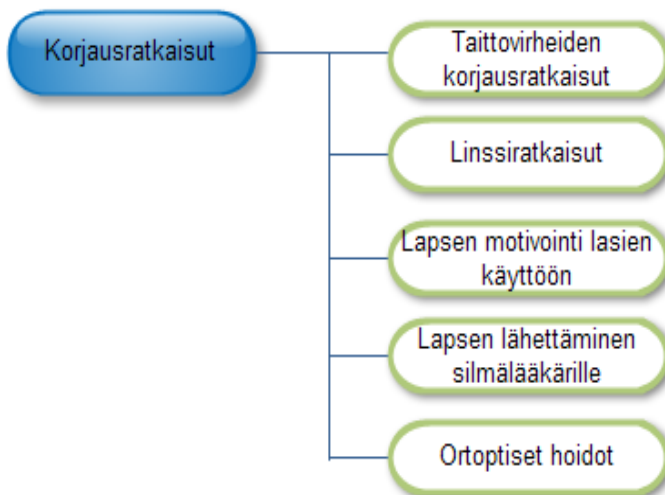 Korjausratkaisut
Taittovirheiden
korjausratkaisut
Linssiratkaisut
Lapsen motivointi lasien
käyttöön
Lapsen lähettäminen
silmälääkärille
Ortoptiset hoidot